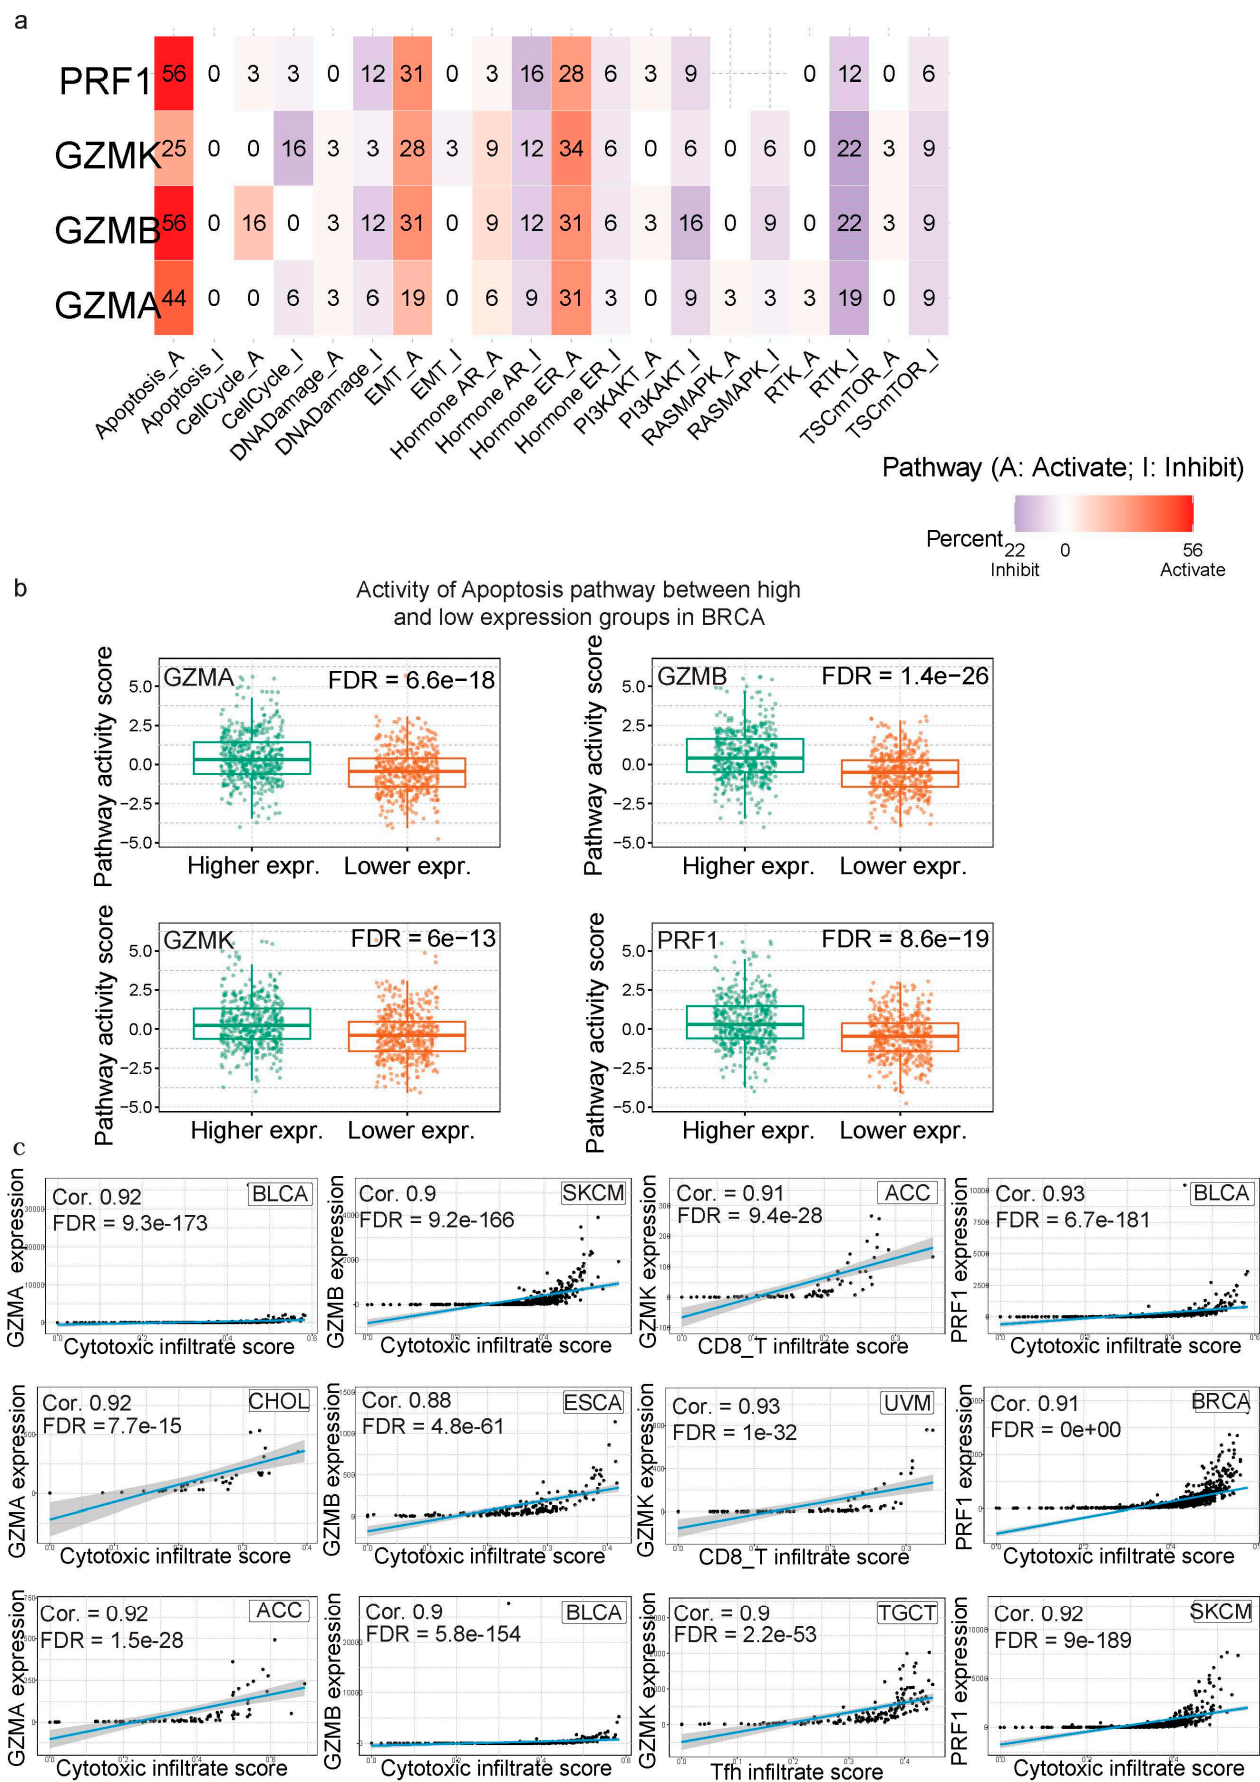 a
PRF1 56 0 3 3 0 12 31 0 3 16 28 6 3 9 0 12 0 6
GZMK 25 0 0 16 3 3 28 3 9 12 34 6 0 6 0 6 0 22 3 9
GZMB 56 0 16 0 3 12 31 0 9 12 31 6 3 16 0 9 0 22 3 9
GZMA 44 0 0 6 3 6 19 0 6 9 31 3 0 9 3 3 3 19 0 9
Apoptosis_A Apoptosis_I CellCycle_A CellCycle_I DNADamage_A DNADamage_I EMT_A EMT_I Hormone AR_A Hormone AR_I Hormone ER_A Hormone ER_I PI3KAKT_A PI3KAKT_I RASMAPK_A RASMAPK_I RTK_A RTK_I TSCmTOR_A TSCmTOR_I
Pathway (A: Activate; I: Inhibit)
Percent
22 0 56
Inhibit Activate
b
Activity of Apoptosis pathway between high
and low expression groups in BRCA
Pathway activity score
GZMA FDR = 6.6e−18
5.0
2.5
0.0
−2.5
−5.0
Higher expr. Lower expr.
Pathway activity score
GZMB FDR = 1.4e−26
5.0
2.5
0.0
−2.5
−5.0
Higher expr. Lower expr.
Pathway activity score
GZMK FDR = 6e−13
5.0
2.5
0.0
−2.5
−5.0
Higher expr. Lower expr.
Pathway activity score
PRF1 FDR = 8.6e−19
5.0
2.5
0.0
−2.5
−5.0
Higher expr. Lower expr.
c
GZMA expression
Cor. 0.92 BLCA
FDR = 9.3e-173
Cytotoxic infiltrate score
GZMB expression
Cor. 0.9 SKCM
FDR = 9.2e-166
Cytotoxic infiltrate score
GZMK expression
Cor. = 0.91 ACC
FDR = 9.4e-28
CD8_T infiltrate score
PRF1 expression
Cor. 0.93 BLCA
FDR = 6.7e-181
Cytotoxic infiltrate score
GZMA expression
Cor. 0.92 CHOL
FDR =7.7e-15
Cytotoxic infiltrate score
GZMB expression
Cor. 0.88 ESCA
FDR = 4.8e-61
Cytotoxic infiltrate score
GZMK expression
Cor. = 0.93 UVM
FDR = 1e-32
CD8_T infiltrate score
PRF1 expression
Cor. 0.91 BRCA
FDR = 0e+00
Cytotoxic infiltrate score
GZMA expression
Cor. = 0.92 ACC
FDR = 1.5e-28
Cytotoxic infiltrate score
GZMB expression
Cor. = 0.9 BLCA
FDR = 5.8e-154
Cytotoxic infiltrate score
GZMK expression
Cor. = 0.9 TGCT
FDR = 2.2e-53
Tfh infiltrate score
PRF1 expression
Cor. = 0.92 SKCM
FDR = 9e-189
Cytotoxic infiltrate score